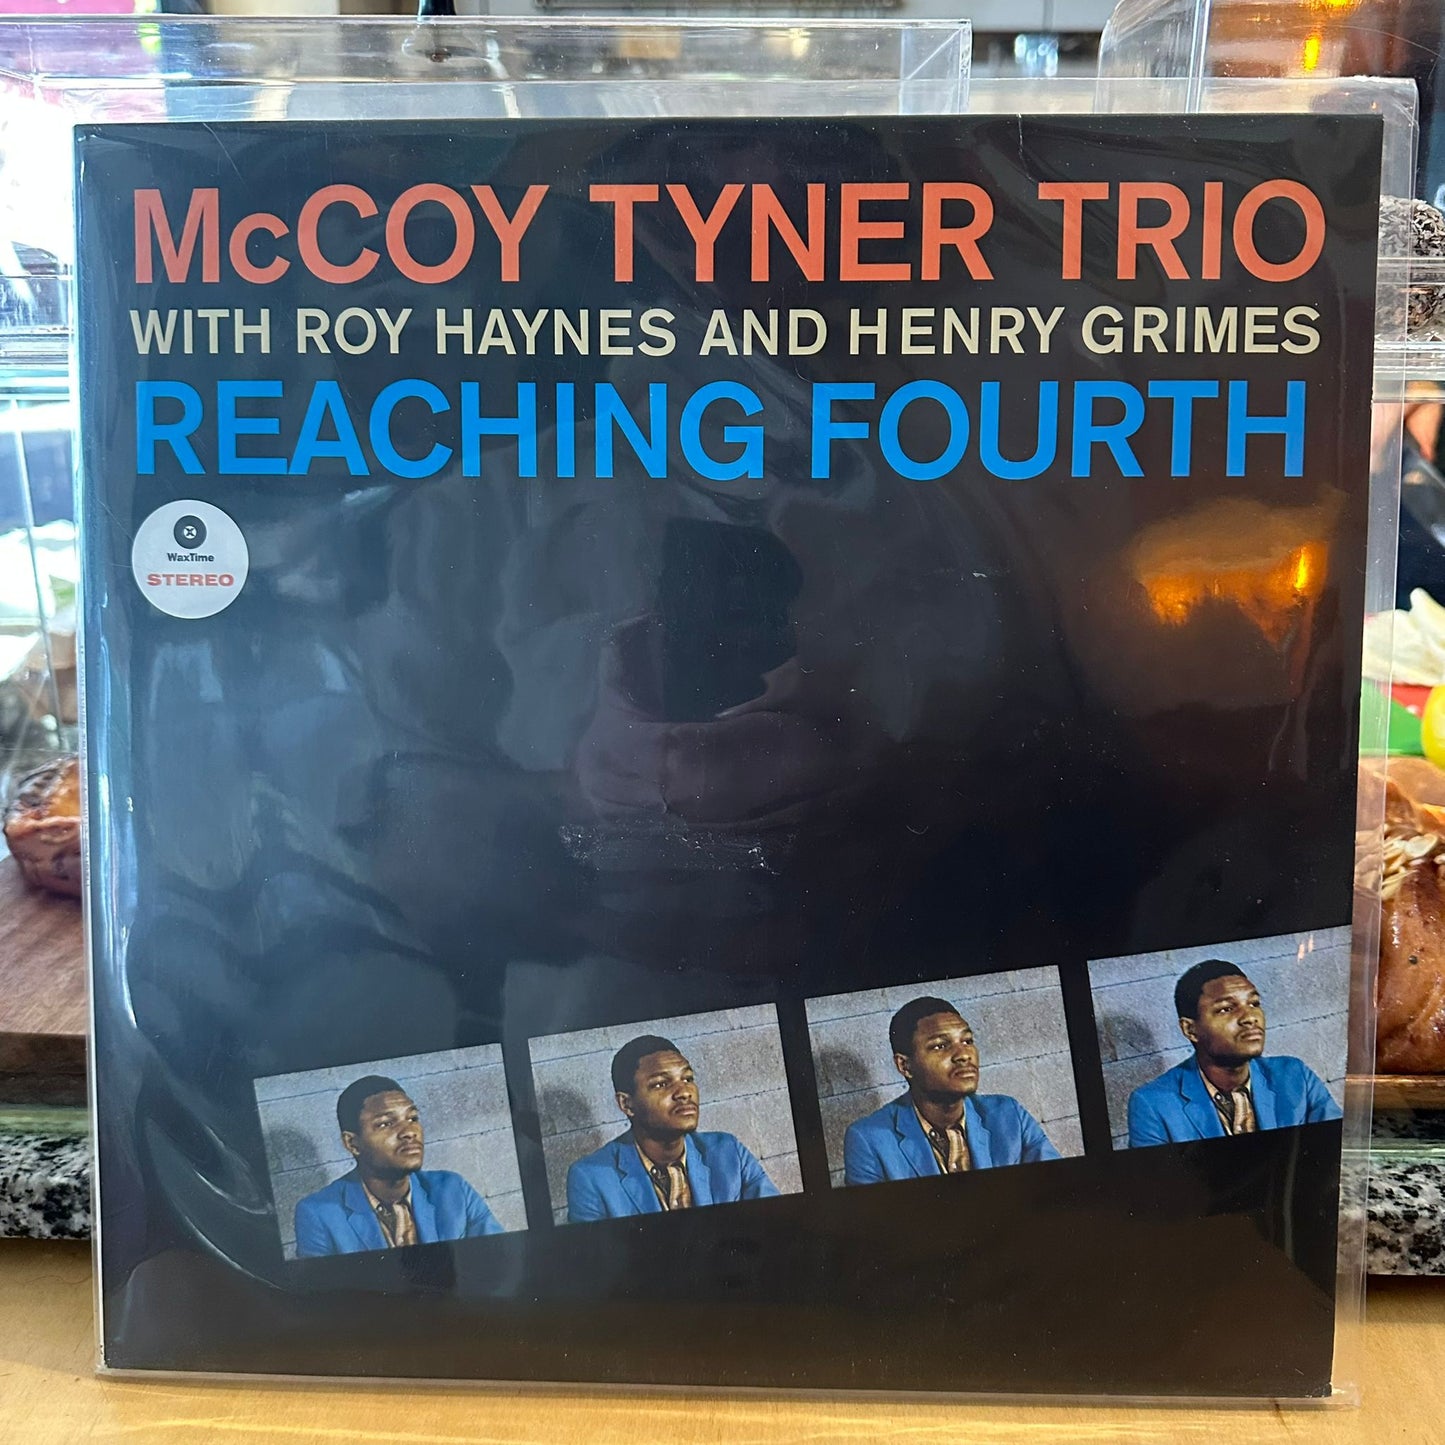 McCOY TYNER TRIO
WITH ROY HAYNES AND HENRY GRIMES
REACHING FOURTH
WaxTime
STEREO